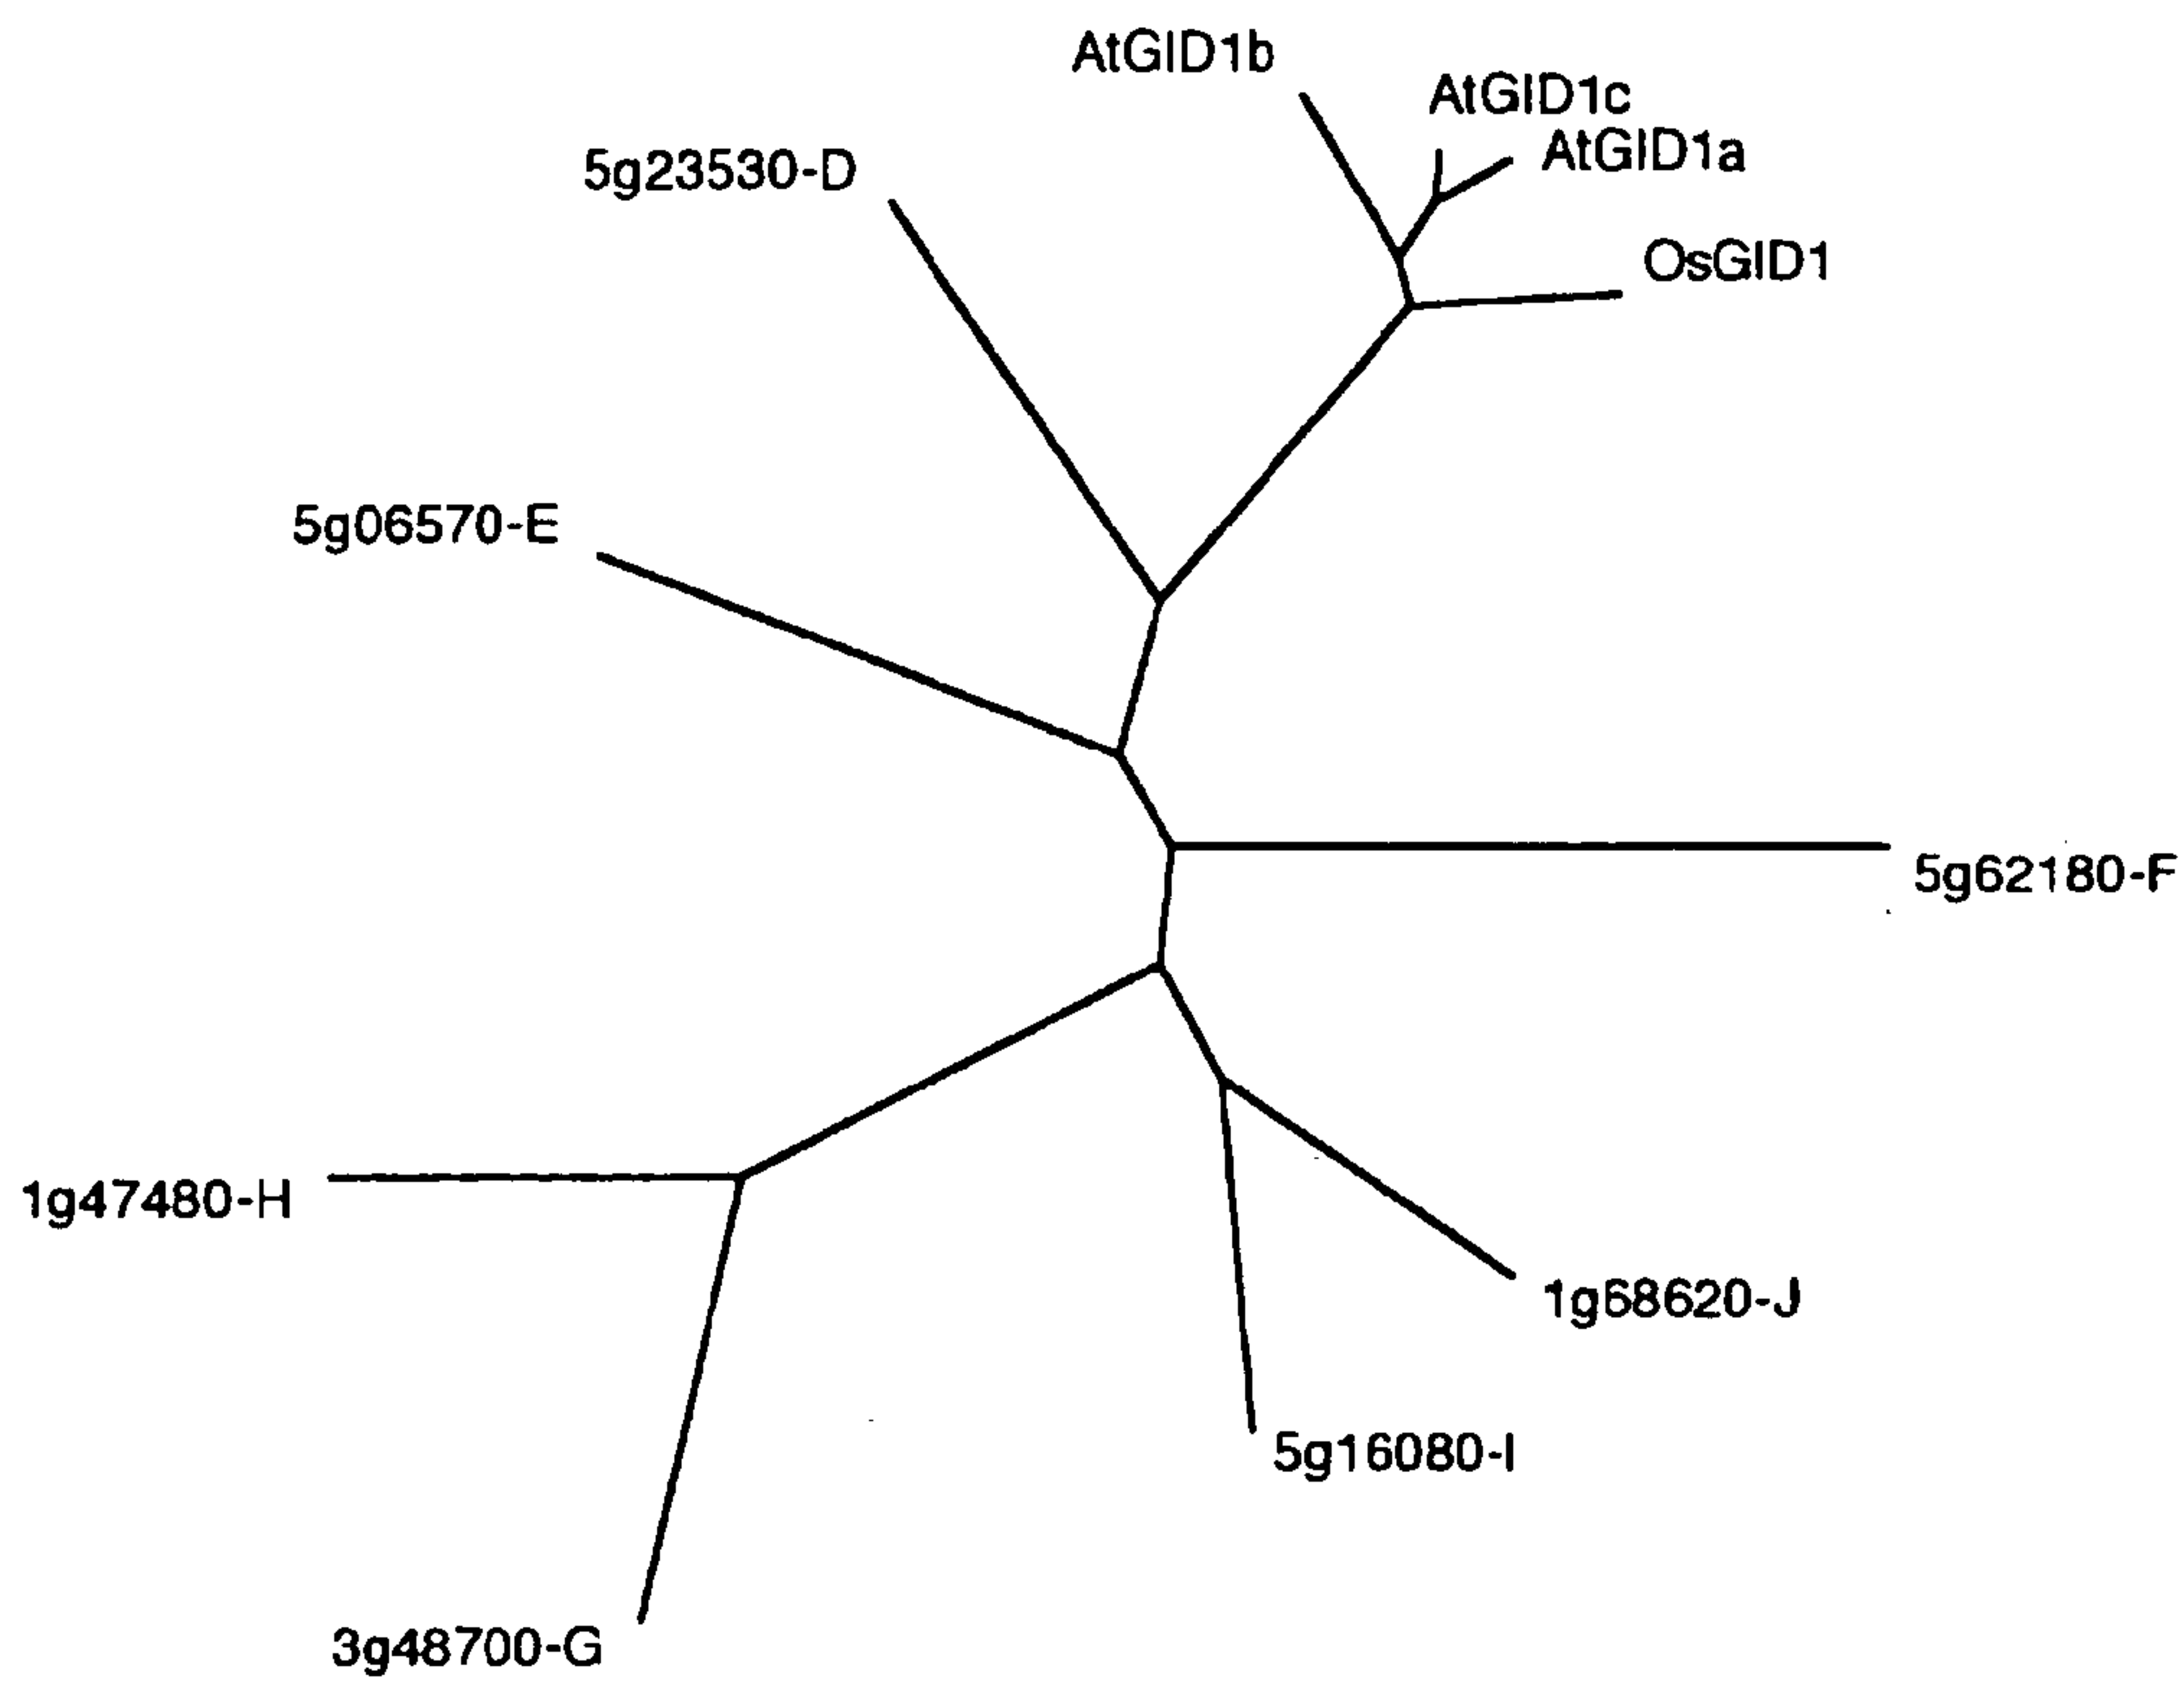 AtGID1b
AtGID1c
AtGID1a
5g23530-D
OsGID1
5g06570-E
5g62180-F
1g47480-H
1g68620-J
5g16080-I
3g48700-G